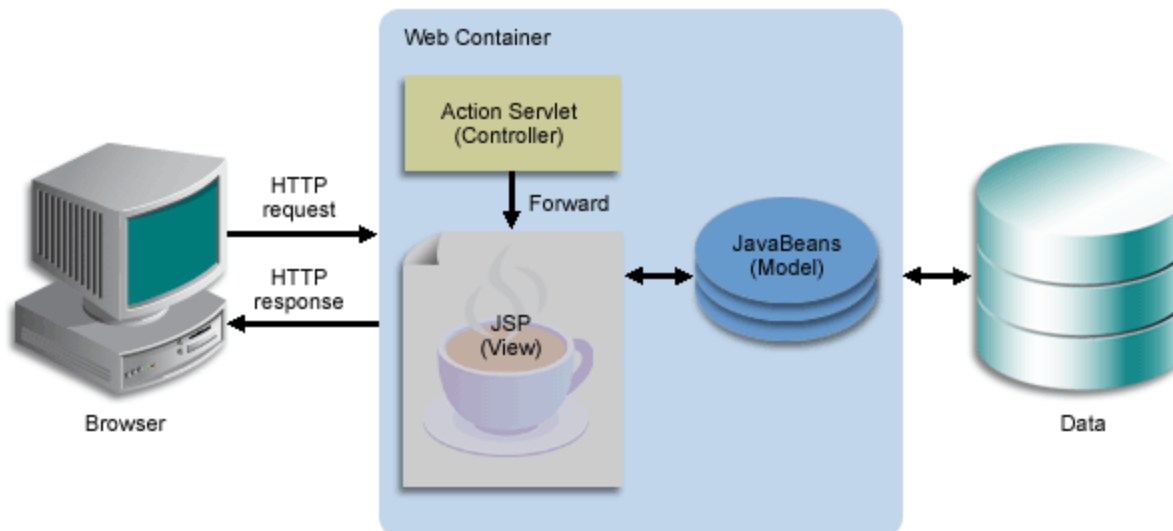 Web Container
Action Servlet
(Controller)
HTTP
request
Forward
HTTP
response
JSP
(View)
JavaBeans
(Model)
Browser
Data